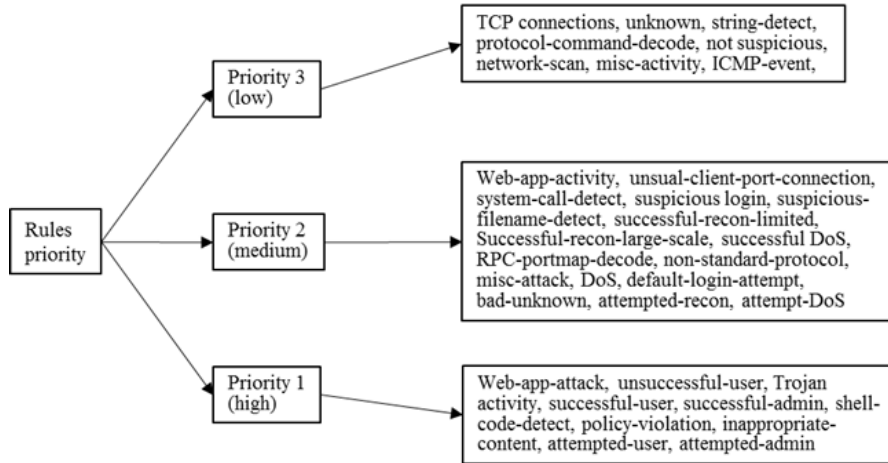 TCP connections, unknown, string-detect,
protocol-command-decode, not suspicious,
network-scan, misc-activity, ICMP-event,
Priority 3
(low)
Web-app-activity, unsual-client-port-connection,
system-call-detect, suspicious login, suspicious-
filename-detect, successful-recon-limited,
Successful-recon-large-scale, successful DoS,
RPC-portmap-decode, non-standard-protocol,
misc-attack, DoS, default-login-attempt,
bad-unknown, attempted-recon, attempt-DoS
Rules
priority
Priority 2
(medium)
Priority 1
(high)
Web-app-attack, unsuccessful-user, Trojan
activity, successful-user, successful-admin, shell-
code-detect, policy-violation, inappropriate-
content, attempted-user, attempted-admin